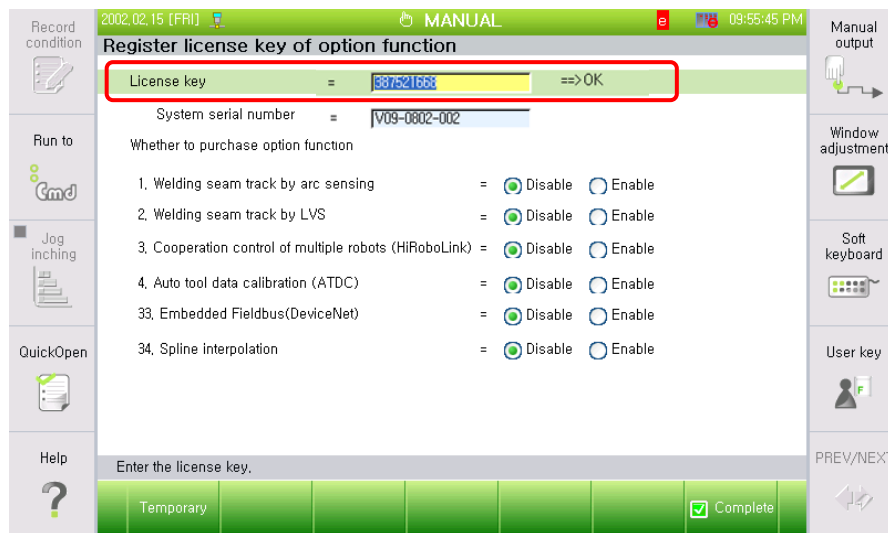 Record
condition
Run to
Cmd
Jog
inching
QuickOpen
Help
2002.02.15 [FRI]
MANUAL
e
09:55:45 PM
Register license key of option function
License key = 387521668 ==>OK
System serial number = V09-0802-002
Whether to purchase option function
1. Welding seam track by arc sensing = Disable Enable
2. Welding seam track by LVS = Disable Enable
3. Cooperation control of multiple robots (HiRoboLink) = Disable Enable
4. Auto tool data calibration (ATDC) = Disable Enable
33. Embedded Fieldbus(DeviceNet) = Disable Enable
34. Spline interpolation = Disable Enable
Enter the license key.
Temporary
Complete
Manual
output
Window
adjustment
Soft
keyboard
User key
F
PREV/NEXT